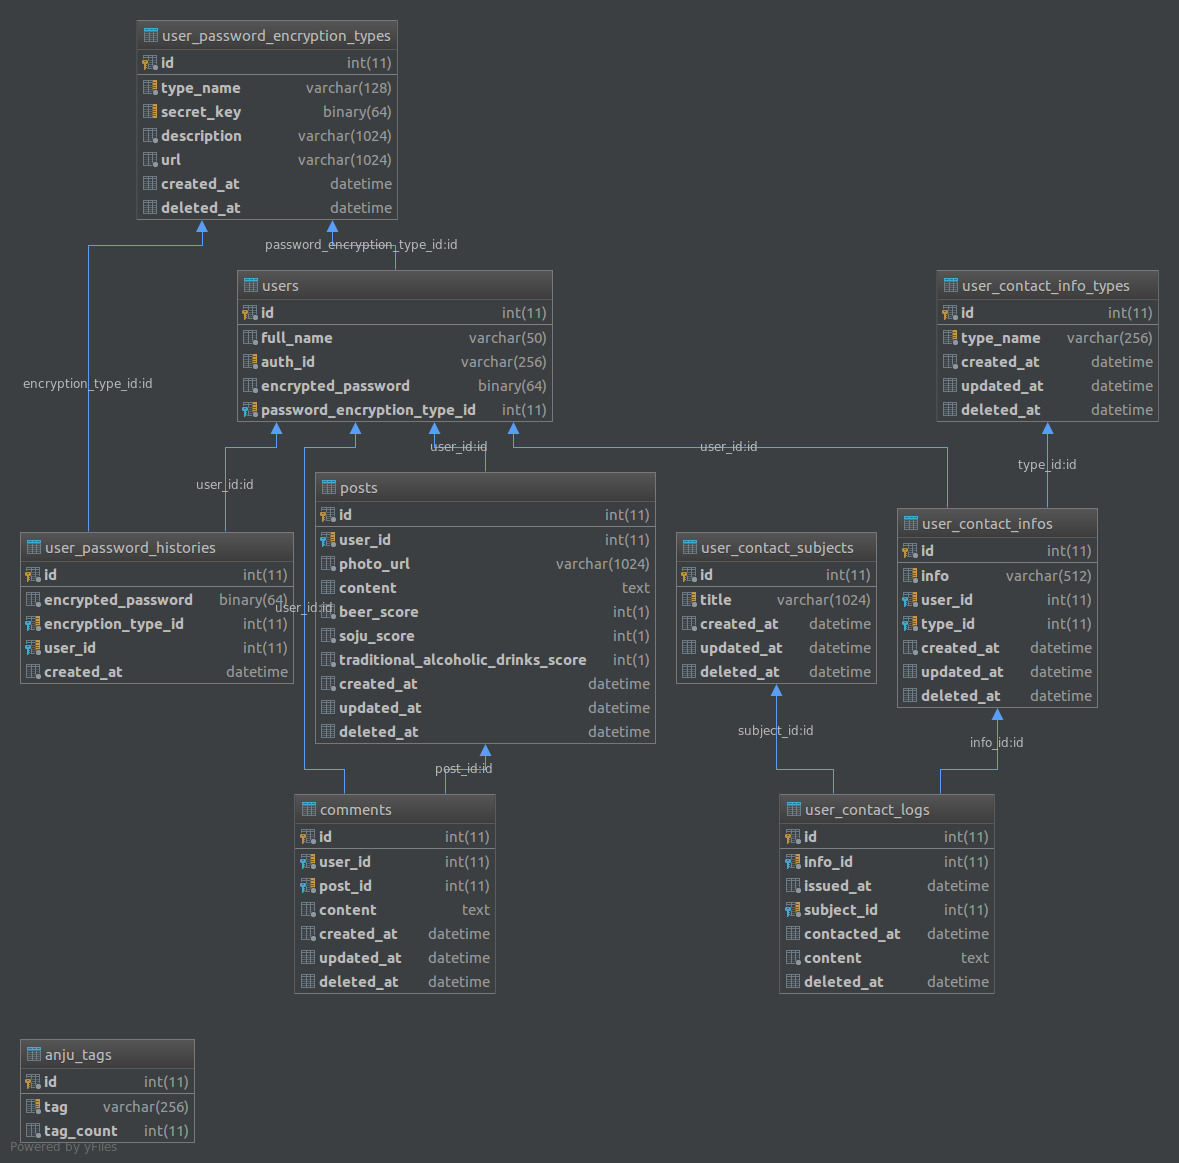 user_password_encryption_types
id int(11)
type_name varchar(128)
secret_key binary(64)
description varchar(1024)
url varchar(1024)
created_at datetime
deleted_at datetime
password_encryption_type_id:id
users
id int(11)
full_name varchar(50)
auth_id varchar(256)
encrypted_password binary(64)
password_encryption_type_id int(11)
user_contact_info_types
id int(11)
type_name varchar(256)
created_at datetime
updated_at datetime
deleted_at datetime
encryption_type_id:id
user_id:id
user_id:id
user_id:id
type_id:id
user_password_histories
id int(11)
encrypted_password binary(64)
encryption_type_id int(11)
user_id int(11)
created_at datetime
user_id:id
posts
id int(11)
user_id int(11)
photo_url varchar(1024)
content text
beer_score int(1)
soju_score int(1)
traditional_alcoholic_drinks_score int(1)
created_at datetime
updated_at datetime
deleted_at datetime
user_contact_subjects
id int(11)
title varchar(1024)
created_at datetime
updated_at datetime
deleted_at datetime
user_contact_infos
id int(11)
info varchar(512)
user_id int(11)
type_id int(11)
created_at datetime
updated_at datetime
deleted_at datetime
subject_id:id
info_id:id
post_id:id
comments
id int(11)
user_id int(11)
post_id int(11)
content text
created_at datetime
updated_at datetime
deleted_at datetime
user_contact_logs
id int(11)
info_id int(11)
issued_at datetime
subject_id int(11)
contacted_at datetime
content text
deleted_at datetime
anju_tags
id int(11)
tag varchar(256)
tag_count int(11)
Powered by yFiles